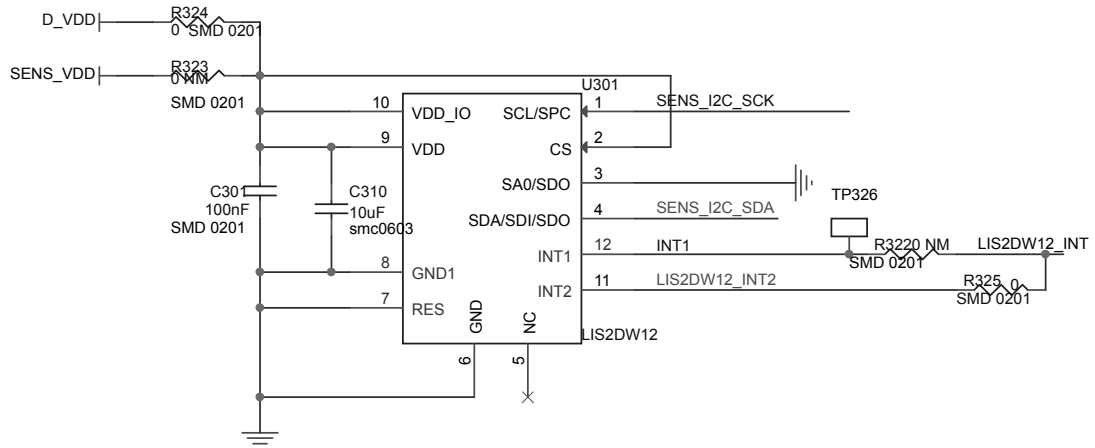 D_VDD
R324
0 SMD 0201
SENS_VDD
R323
0 NM
SMD 0201
U301
10 VDD_IO
SCL/SPC 1 SENS_I2C_SCK
9 VDD
CS 2
SA0/SDO 3
C301
100nF
SMD 0201
C310
10uF
smc0603
SDA/SDI/SDO 4 SENS_I2C_SDA
TP326
INT1 12 INT1
R322 0 NM
SMD 0201
LIS2DW12_INT
8 GND1
INT2 11 LIS2DW12_INT2
R325 0
SMD 0201
7 RES
GND
NC
LIS2DW12
6
5